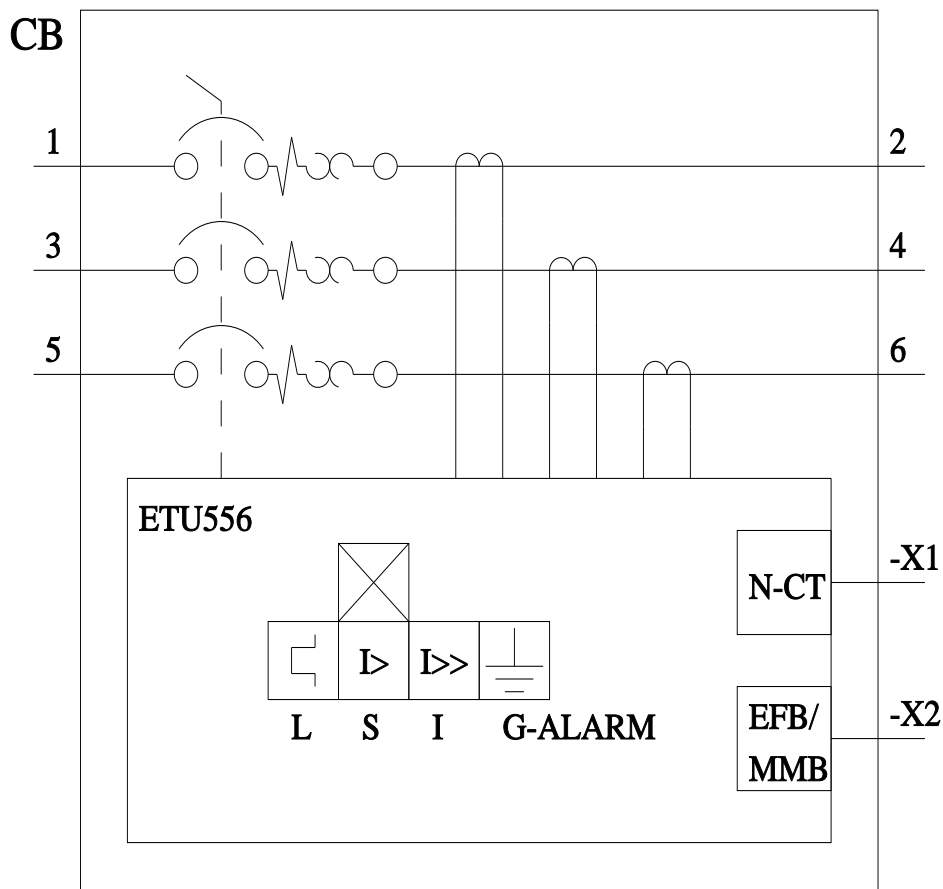 CB
1 2
3 4
5 6
ETU556
-X1
N-CT
I> I>>
L S I G-ALARM
EFB/
-X2
MMB